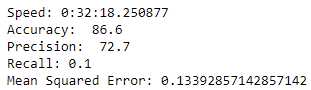 Speed: 0:32:18.250877
Accuracy:  86.6
Precision:  72.7
Recall: 0.1
Mean Squared Error: 0.13392857142857142